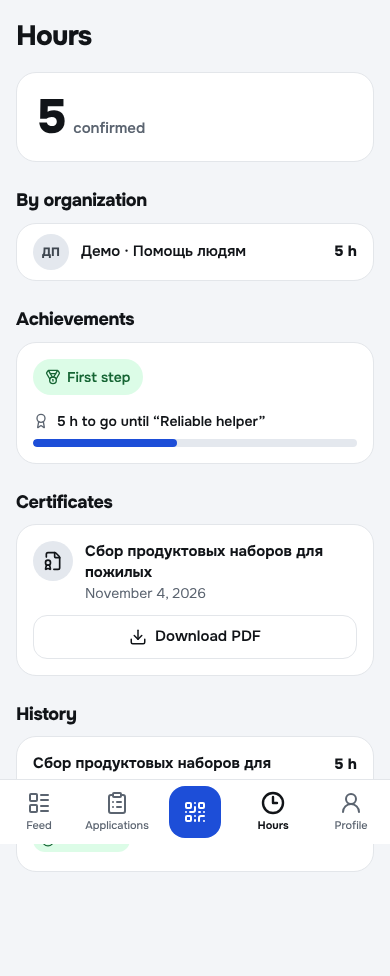 Hours
5 confirmed
By organization
ДП Демо · Помощь людям 5 h
Achievements
First step
5 h to go until “Reliable helper”
Certificates
Сбор продуктовых наборов для
пожилых
November 4, 2026
Download PDF
History
Сбор продуктовых наборов для 5 h
Feed Applications Hours Profile